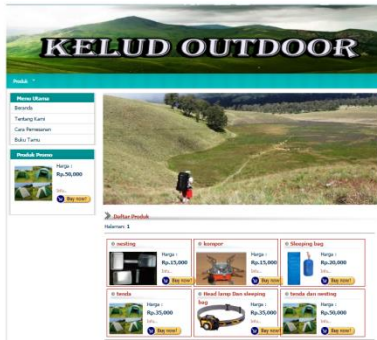 KELUD OUTDOOR
Produk
Menu Utama
Beranda
Tentang Kami
Cara Pemesanan
Buku Tamu
Produk Promo
Harga :
Rp.50,000
Buy now!
Daftar Produk
Halaman: 1
nesting
Harga :
Rp.15,000
Buy now!
kompor
Harga :
Rp.15,000
Buy now!
Sleeping bag
Harga :
Rp.20,000
Buy now!
tenda
Harga :
Rp.35,000
Buy now!
Head lamp Dan sleeping
bag
Harga :
Rp.35,000
Buy now!
tenda dan nesting
Harga :
Rp.50,000
Buy now!